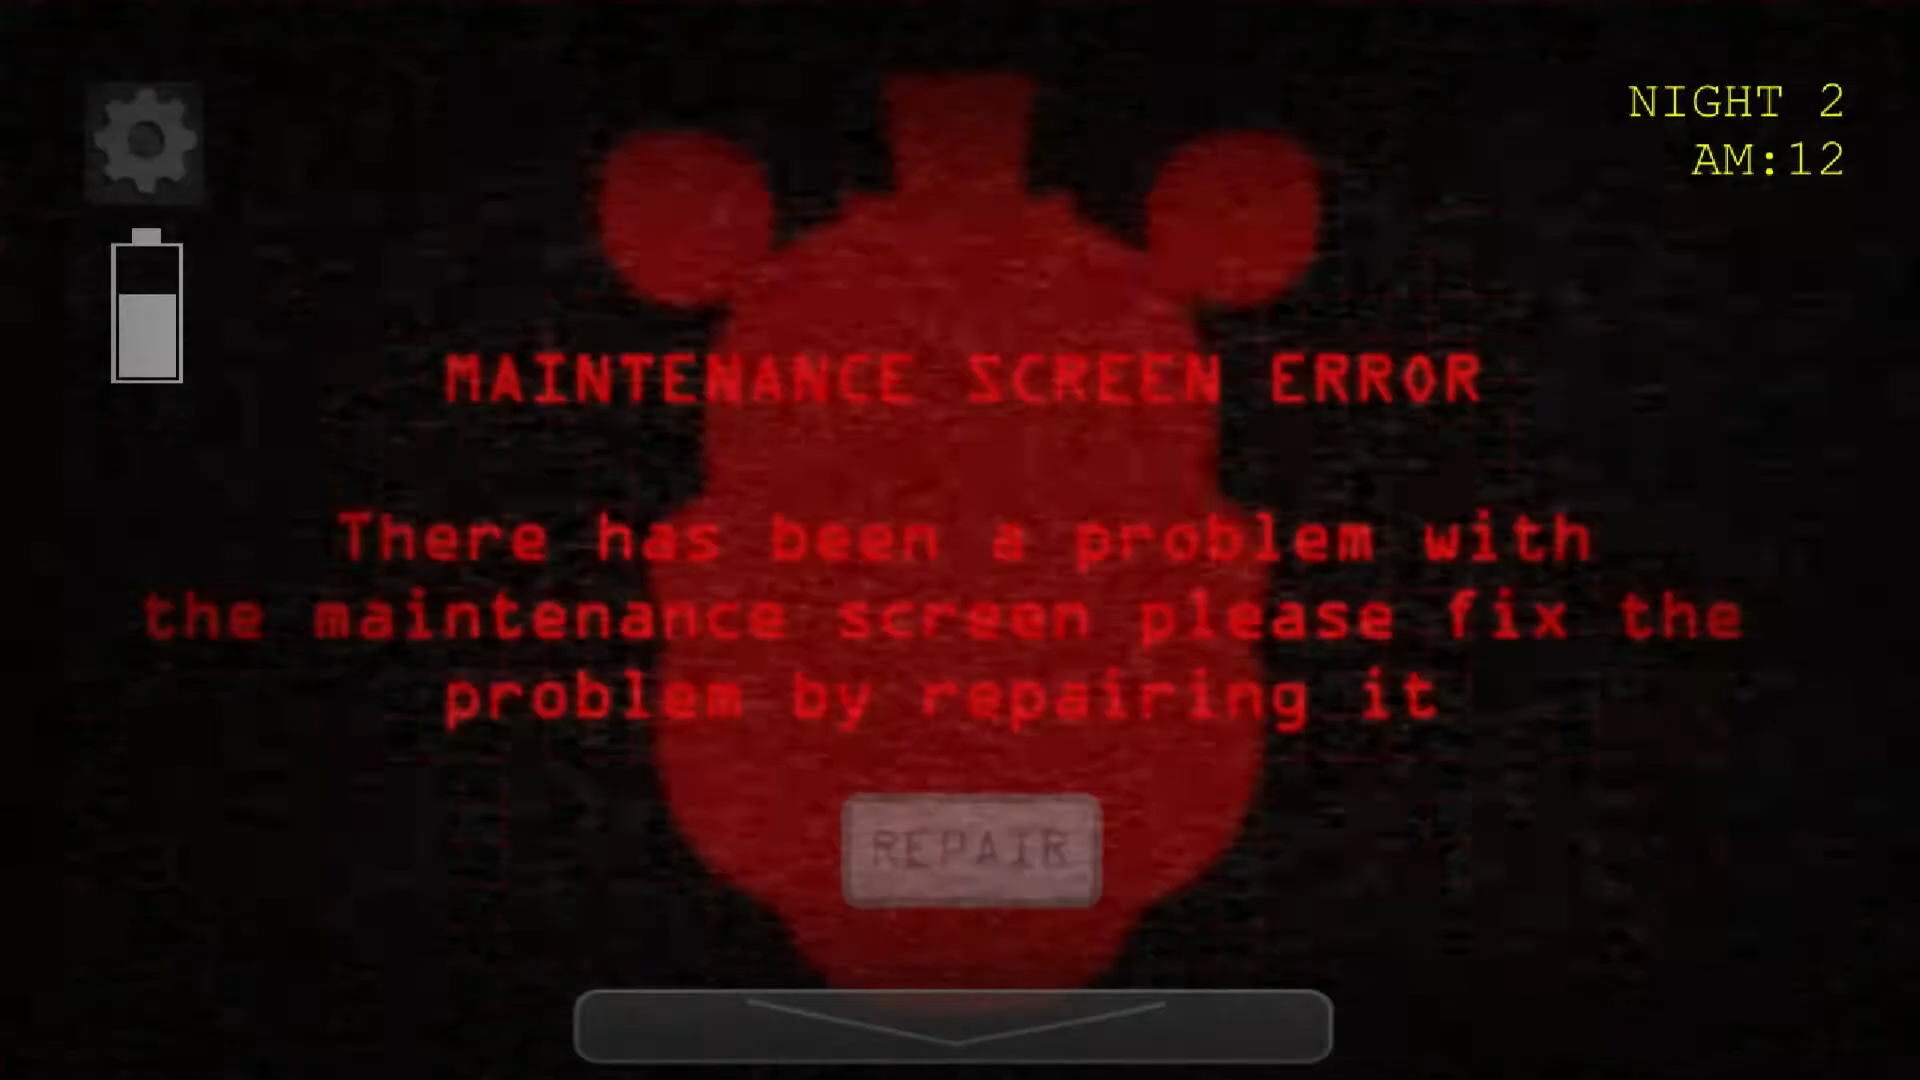 NIGHT 2
AM:12
MAINTENANCE SCREEN ERROR
There has been a problem with
the maintenance screen please fix the
problem by repairing it
REPAIR